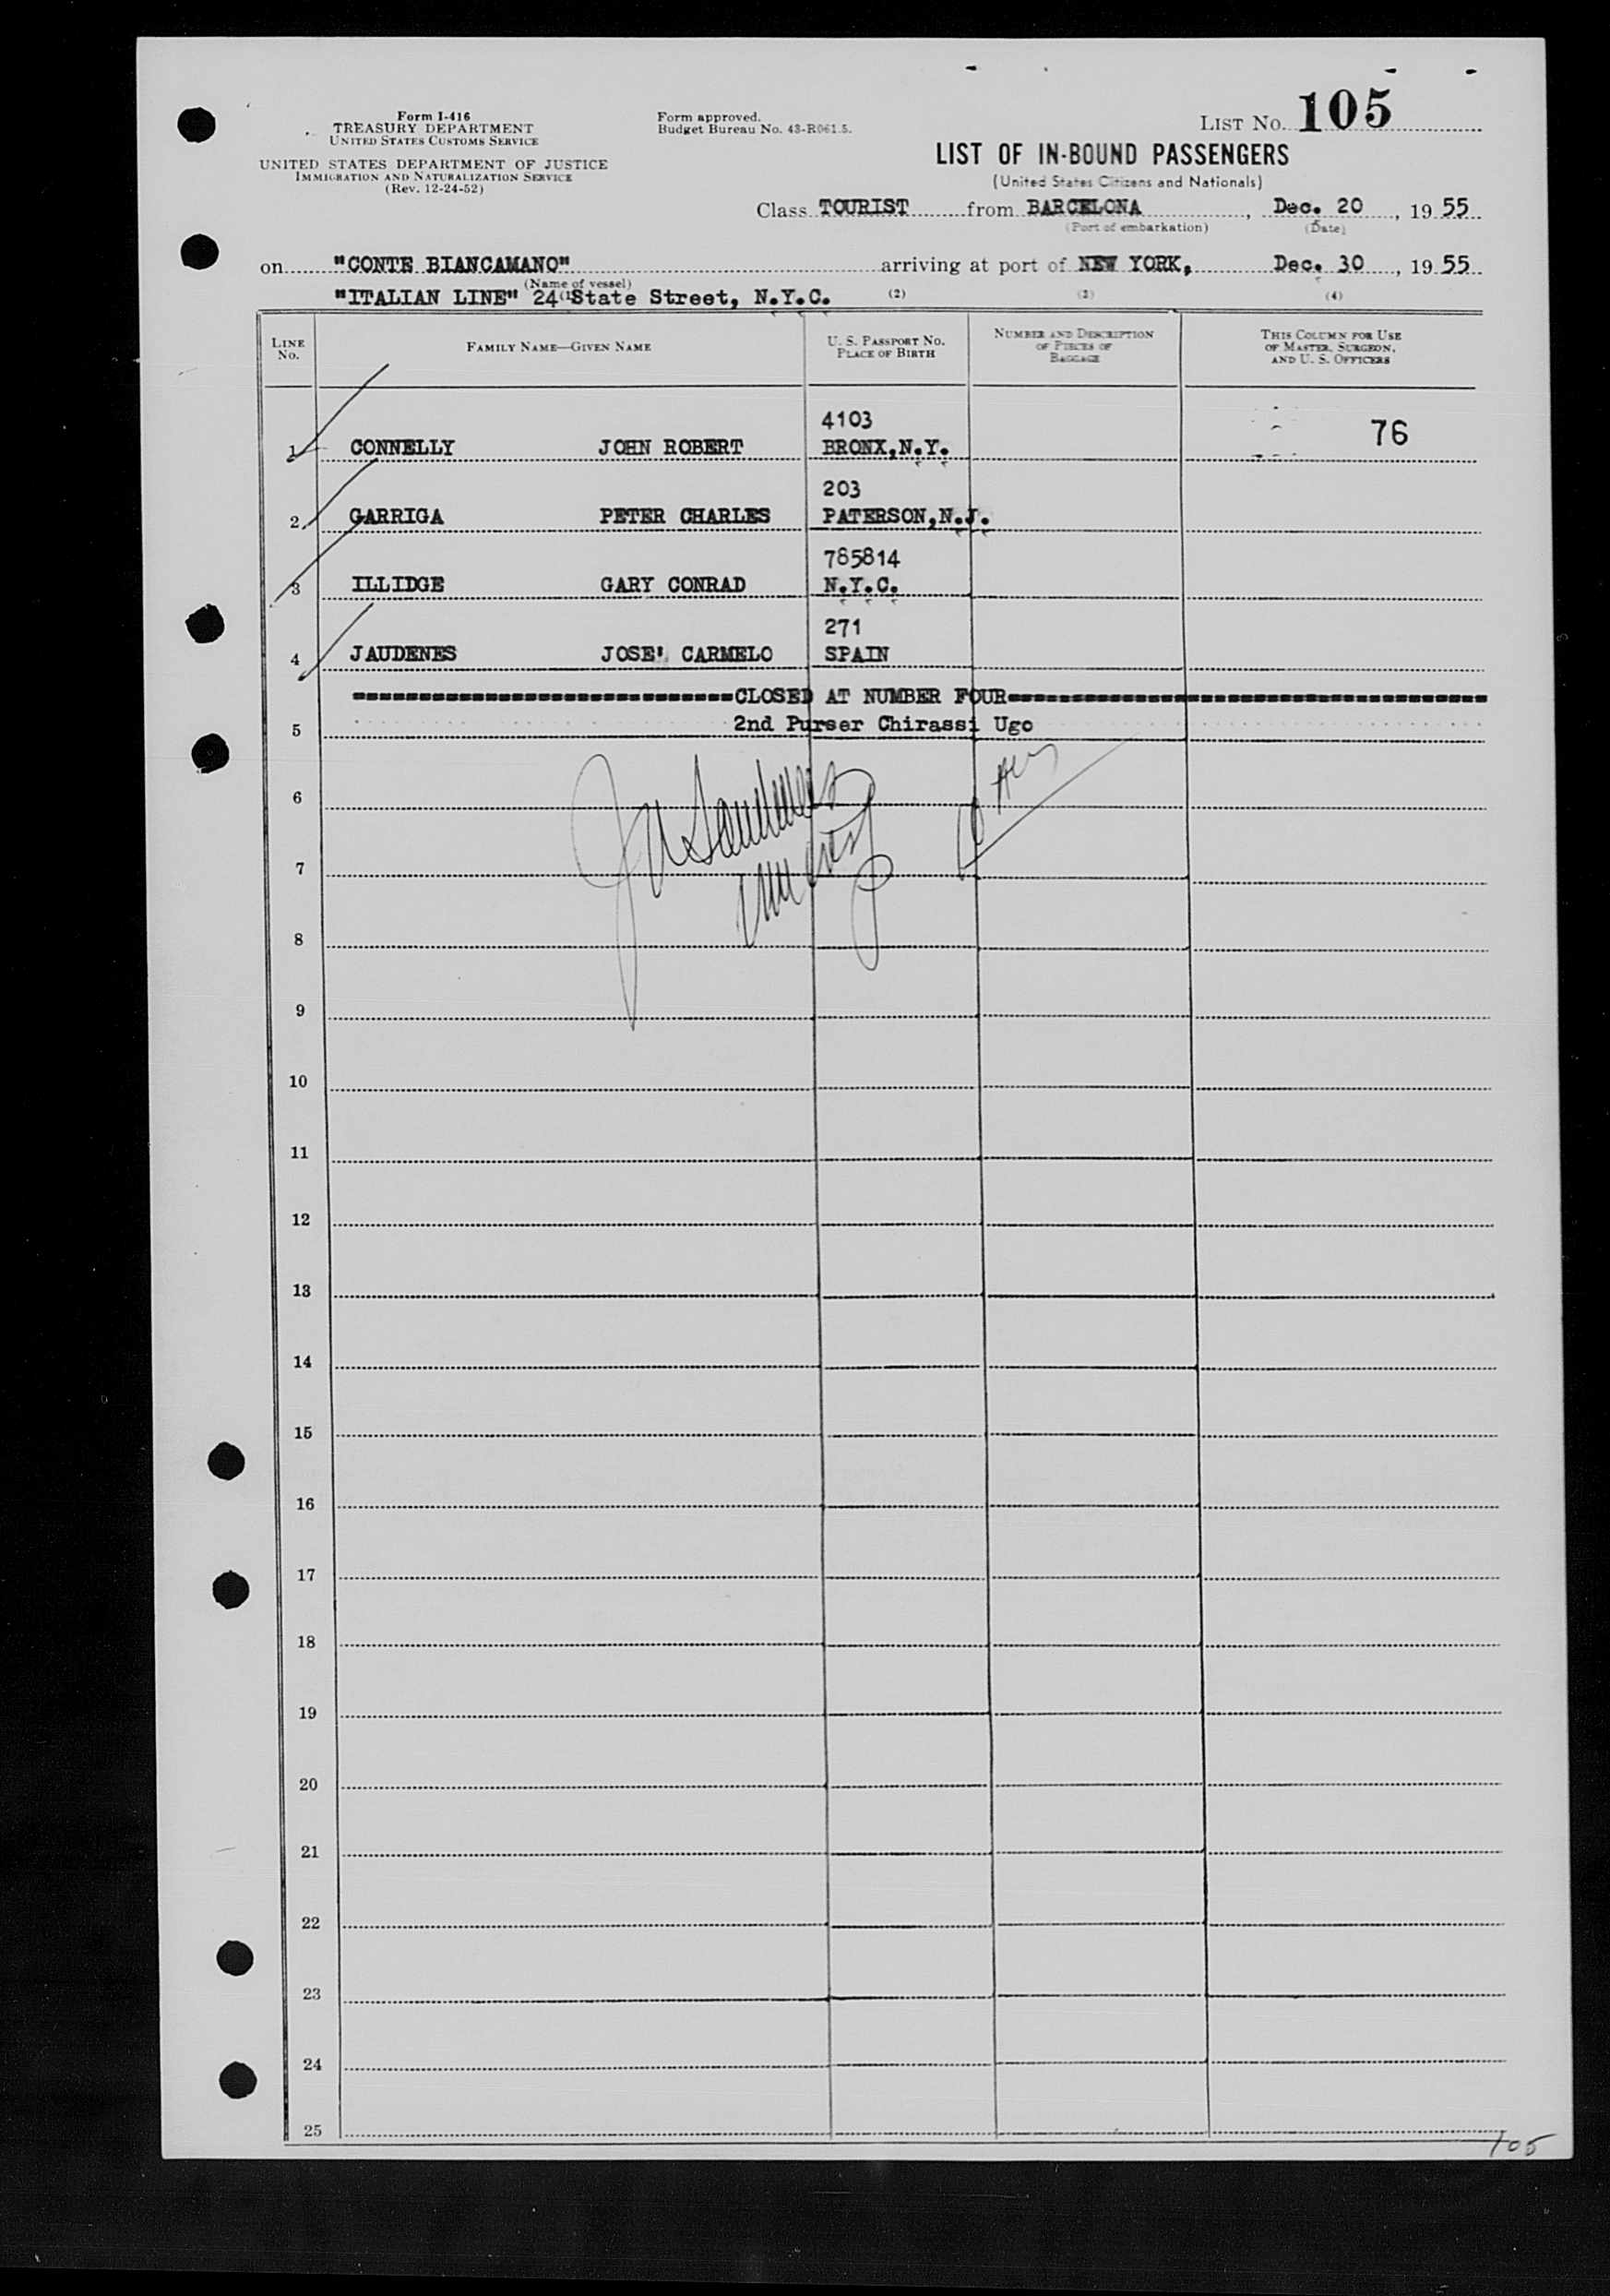 Form I-416
TREASURY DEPARTMENT
UNITED STATES CUSTOMS SERVICE
UNITED STATES DEPARTMENT OF JUSTICE
IMMIGRATION AND NATURALIZATION SERVICE
(Rev. 12-24-52)
Form approved.
Budget Bureau No. 43-R061.5.
LIST NO. 105
LIST OF IN-BOUND PASSENGERS
(United States Citizens and Nationals)
Class TOURIST from BARCELONA, Dec. 20, 1955
(Port of embarkation) (Date)
on "CONTE BIANCAMANO" arriving at port of NEW YORK, Dec. 30, 1955
(Name of vessel)
"ITALIAN LINE" 24 State Street, N.Y.C.
(1) (2) (3) (4)
LINE NO. FAMILY NAME—GIVEN NAME U. S. PASSPORT NO. PLACE OF BIRTH NUMBER AND DESCRIPTION OF PIECES OF BAGGAGE THIS COLUMN FOR USE OF MASTER, SURGEON, AND U. S. OFFICERS
4103 76
1 CONNELLY JOHN ROBERT BRONX,N.Y.
203
2 GARRIGA PETER CHARLES PATERSON,N.J.
785814
3 ILLIDGE GARY CONRAD N.Y.C.
271
4 JAUDENES JOSE' CARMELO SPAIN
CLOSED AT NUMBER FOUR
5 2nd Purser Chirassi Ugo
6
7
8
9
10
11
12
13
14
15
16
17
18
19
20
21
22
23
24
25
105